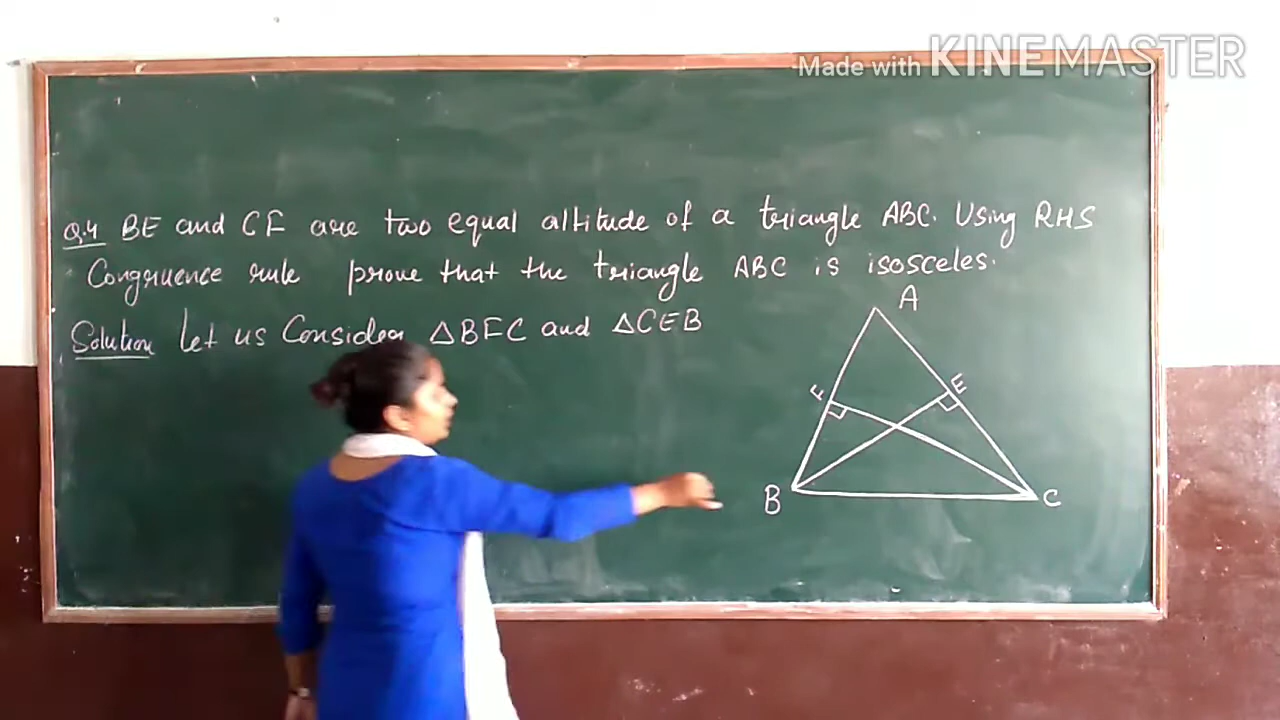 Made with KINEMASTER
Q.4 BE and CF are two equal altitude of a triangle ABC. Using RHS
Congruence rule prove that the triangle ABC is isosceles.
Solution Let us Consider △BFC and △CEB
A
F
E
B
C